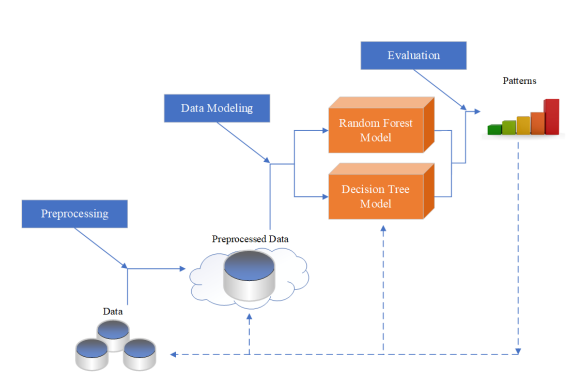 Evaluation
Patterns
Data Modeling
Random Forest
Model
Decision Tree
Model
Preprocessing
Preprocessed Data
Data